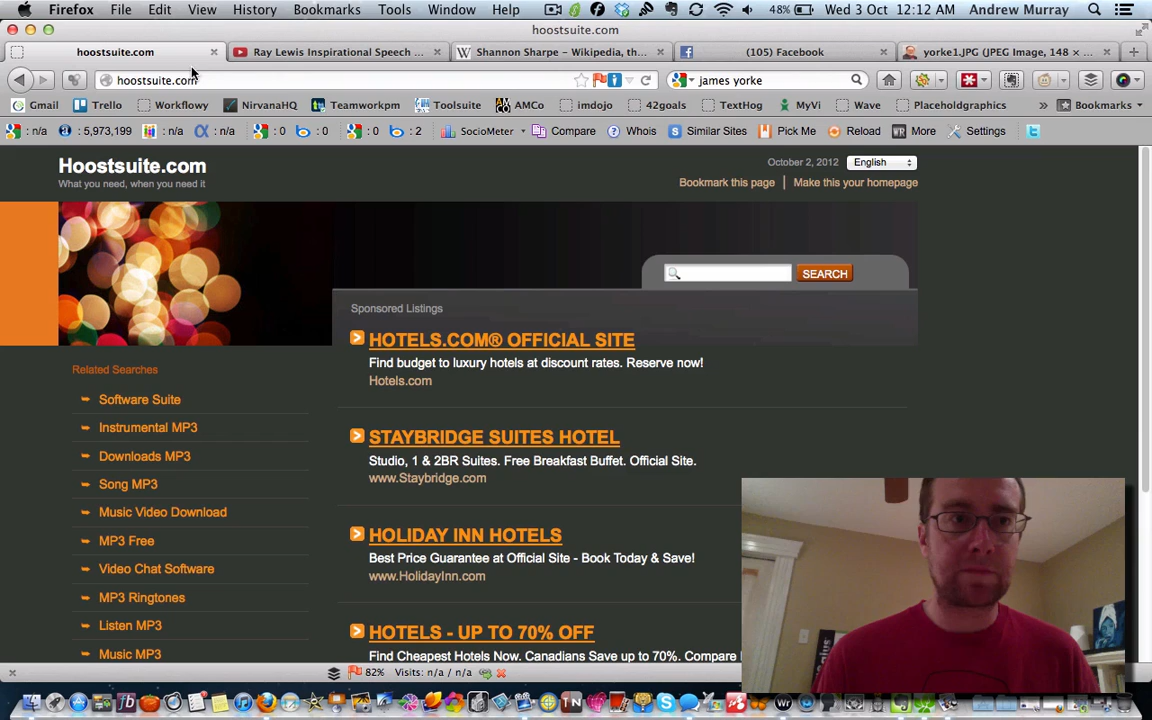 Firefox File Edit View History Bookmarks Tools Window Help 48% Wed 3 Oct 12:12 AM Andrew Murray
hoostsuite.com
hoostsuite.com Ray Lewis Inspirational Speech ... Shannon Sharpe – Wikipedia, th... (105) Facebook yorke1.JPG (JPEG Image, 148 × ...
hoostsuite.com james yorke
Gmail Trello Workflowy NirvanaHQ Teamworkpm Toolsuite AMCo imdojo 42goals TextHog MyVi Wave Placeholdgraphics » Bookmarks
: n/a : 5,973,199 : n/a : n/a : 0 : 0 : 0 : 2 SocioMeter Compare Whois Similar Sites Pick Me Reload More Settings
Hoostsuite.com
What you need, when you need it
October 2, 2012 English
Bookmark this page | Make this your homepage
SEARCH
Sponsored Listings
HOTELS.COM® OFFICIAL SITE
Find budget to luxury hotels at discount rates. Reserve now!
Hotels.com
STAYBRIDGE SUITES HOTEL
Studio, 1 & 2BR Suites. Free Breakfast Buffet. Official Site.
www.Staybridge.com
HOLIDAY INN HOTELS
Best Price Guarantee at Official Site - Book Today & Save!
www.HolidayInn.com
HOTELS - UP TO 70% OFF
Find Cheapest Hotels Now. Canadians Save up to 70%. Compare
Related Searches
Software Suite
Instrumental MP3
Downloads MP3
Song MP3
Music Video Download
MP3 Free
Video Chat Software
MP3 Ringtones
Listen MP3
Music MP3
82% Visits: n/a / n/a